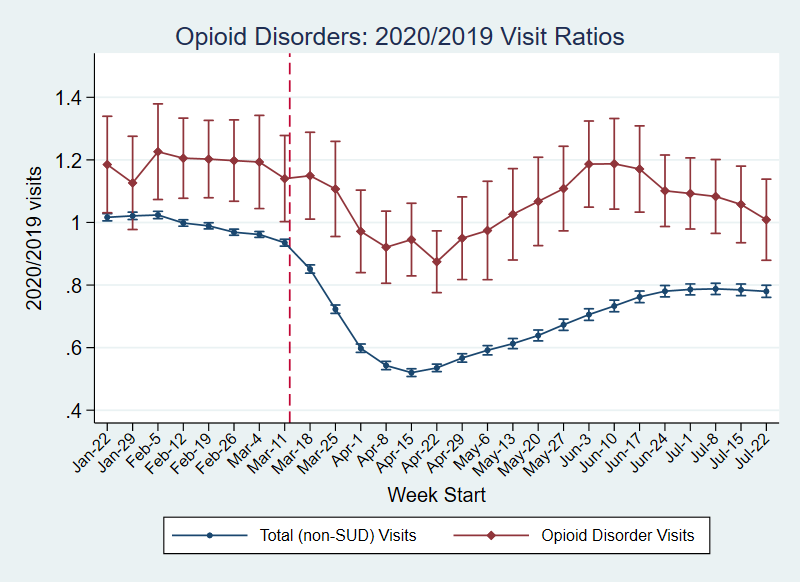 Opioid Disorders: 2020/2019 Visit Ratios
2020/2019 visits
1.4
1.2
1
.8
.6
.4
Jan-22
Jan-29
Feb-5
Feb-12
Feb-19
Feb-26
Mar-4
Mar-11
Mar-18
Mar-25
Apr-1
Apr-8
Apr-15
Apr-22
Apr-29
May-6
May-13
May-20
May-27
Jun-3
Jun-10
Jun-17
Jun-24
Jul-1
Jul-8
Jul-15
Jul-22
Week Start
Total (non-SUD) Visits
Opioid Disorder Visits